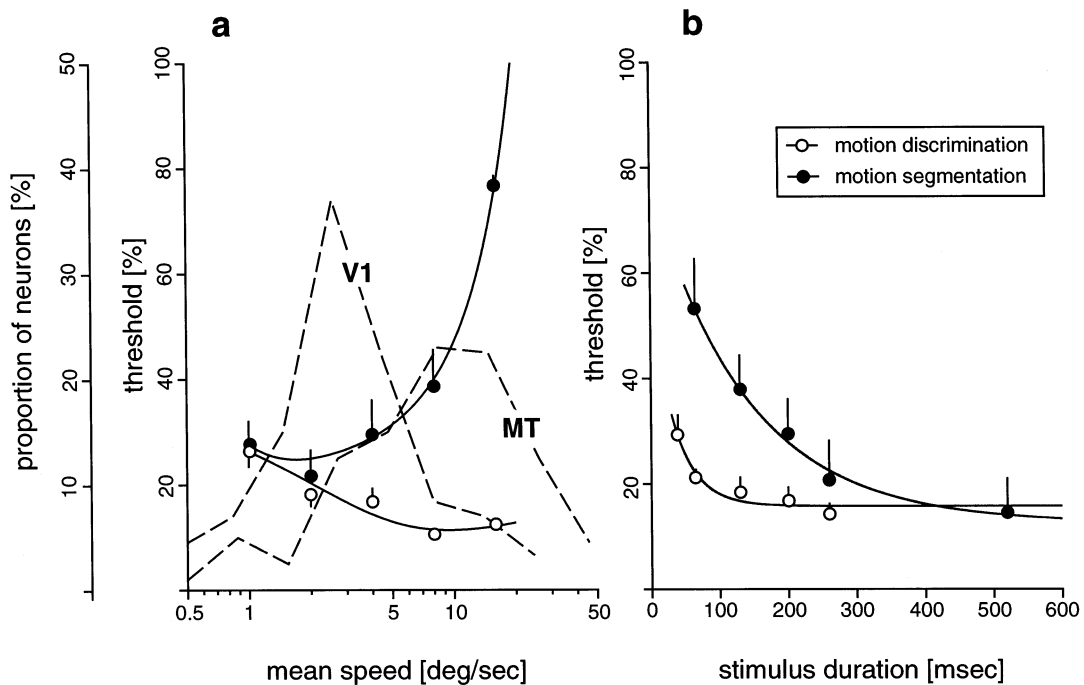 a
b
proportion of neurons [%]
50
40
30
20
10
threshold [%]
100
80
60
40
20
V1
MT
0.5
1
5
10
50
mean speed [deg/sec]
threshold [%]
100
80
60
40
20
motion discrimination
motion segmentation
0
100
200
300
400
500
600
stimulus duration [msec]